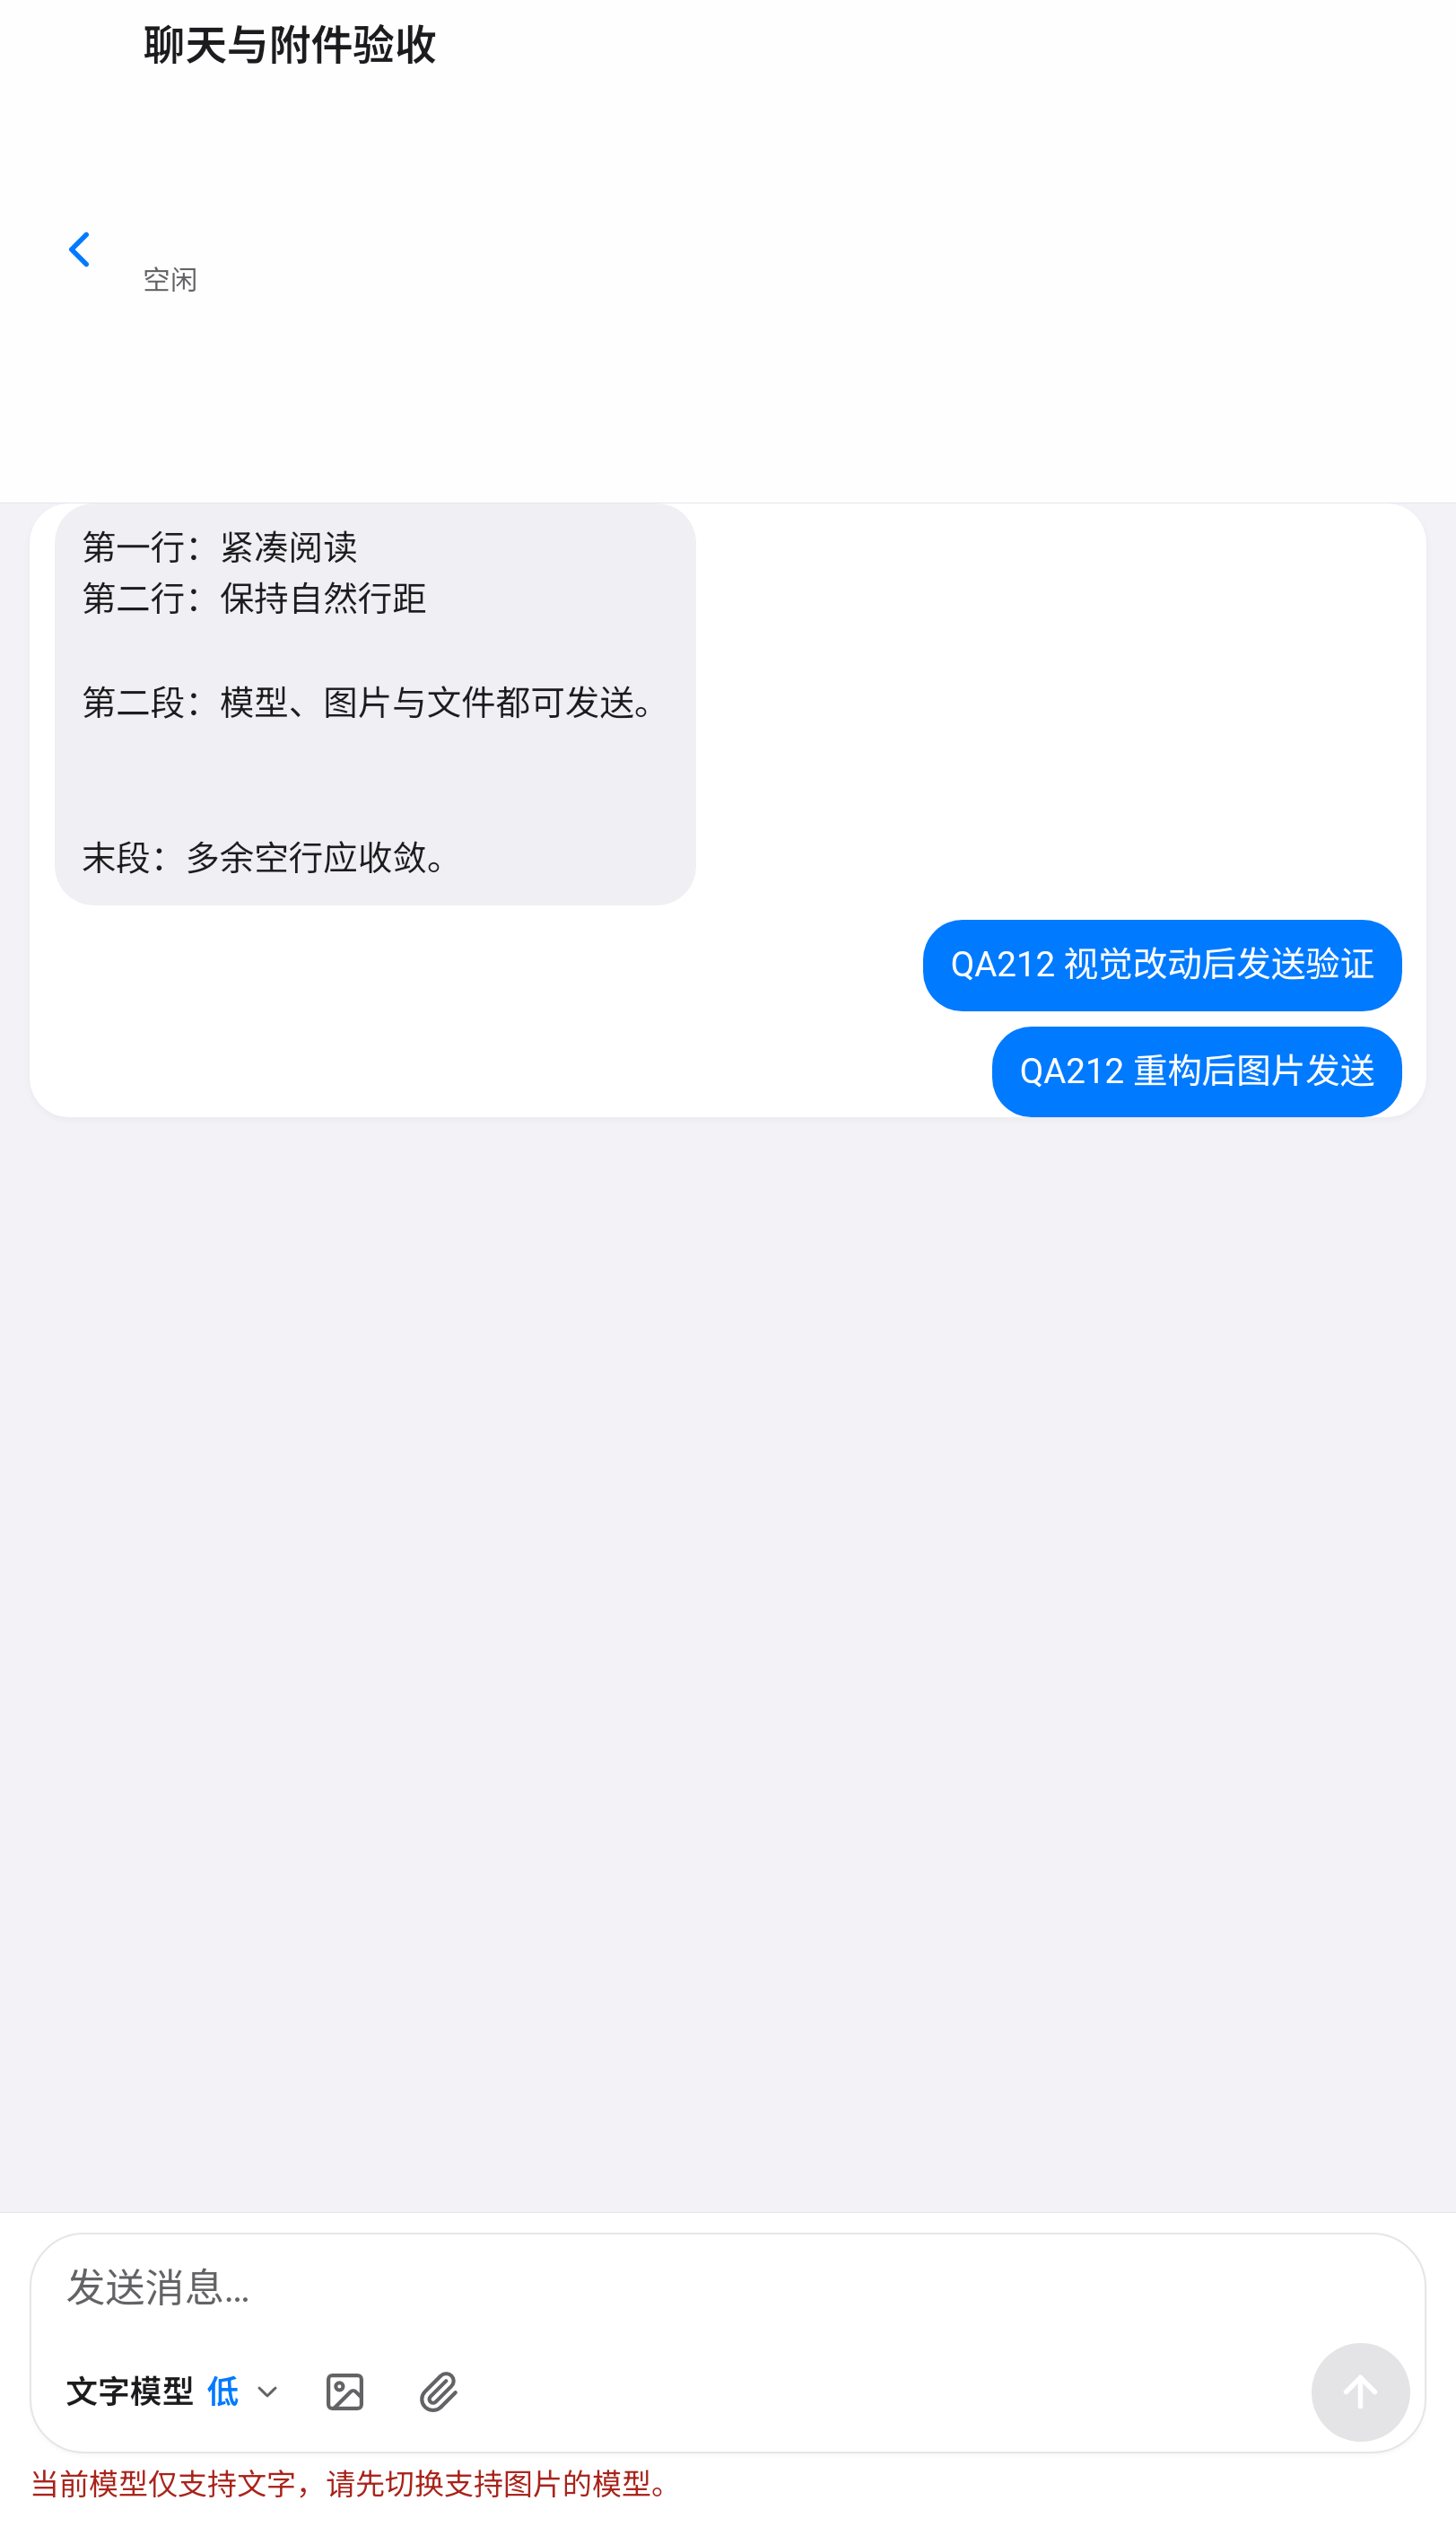 聊天与附件验收
空闲
第一行：紧凑阅读
第二行：保持自然行距
第二段：模型、图片与文件都可发送。
末段：多余空行应收敛。
QA212 视觉改动后发送验证
QA212 重构后图片发送
发送消息...
文字模型 低
当前模型仅支持文字，请先切换支持图片的模型。